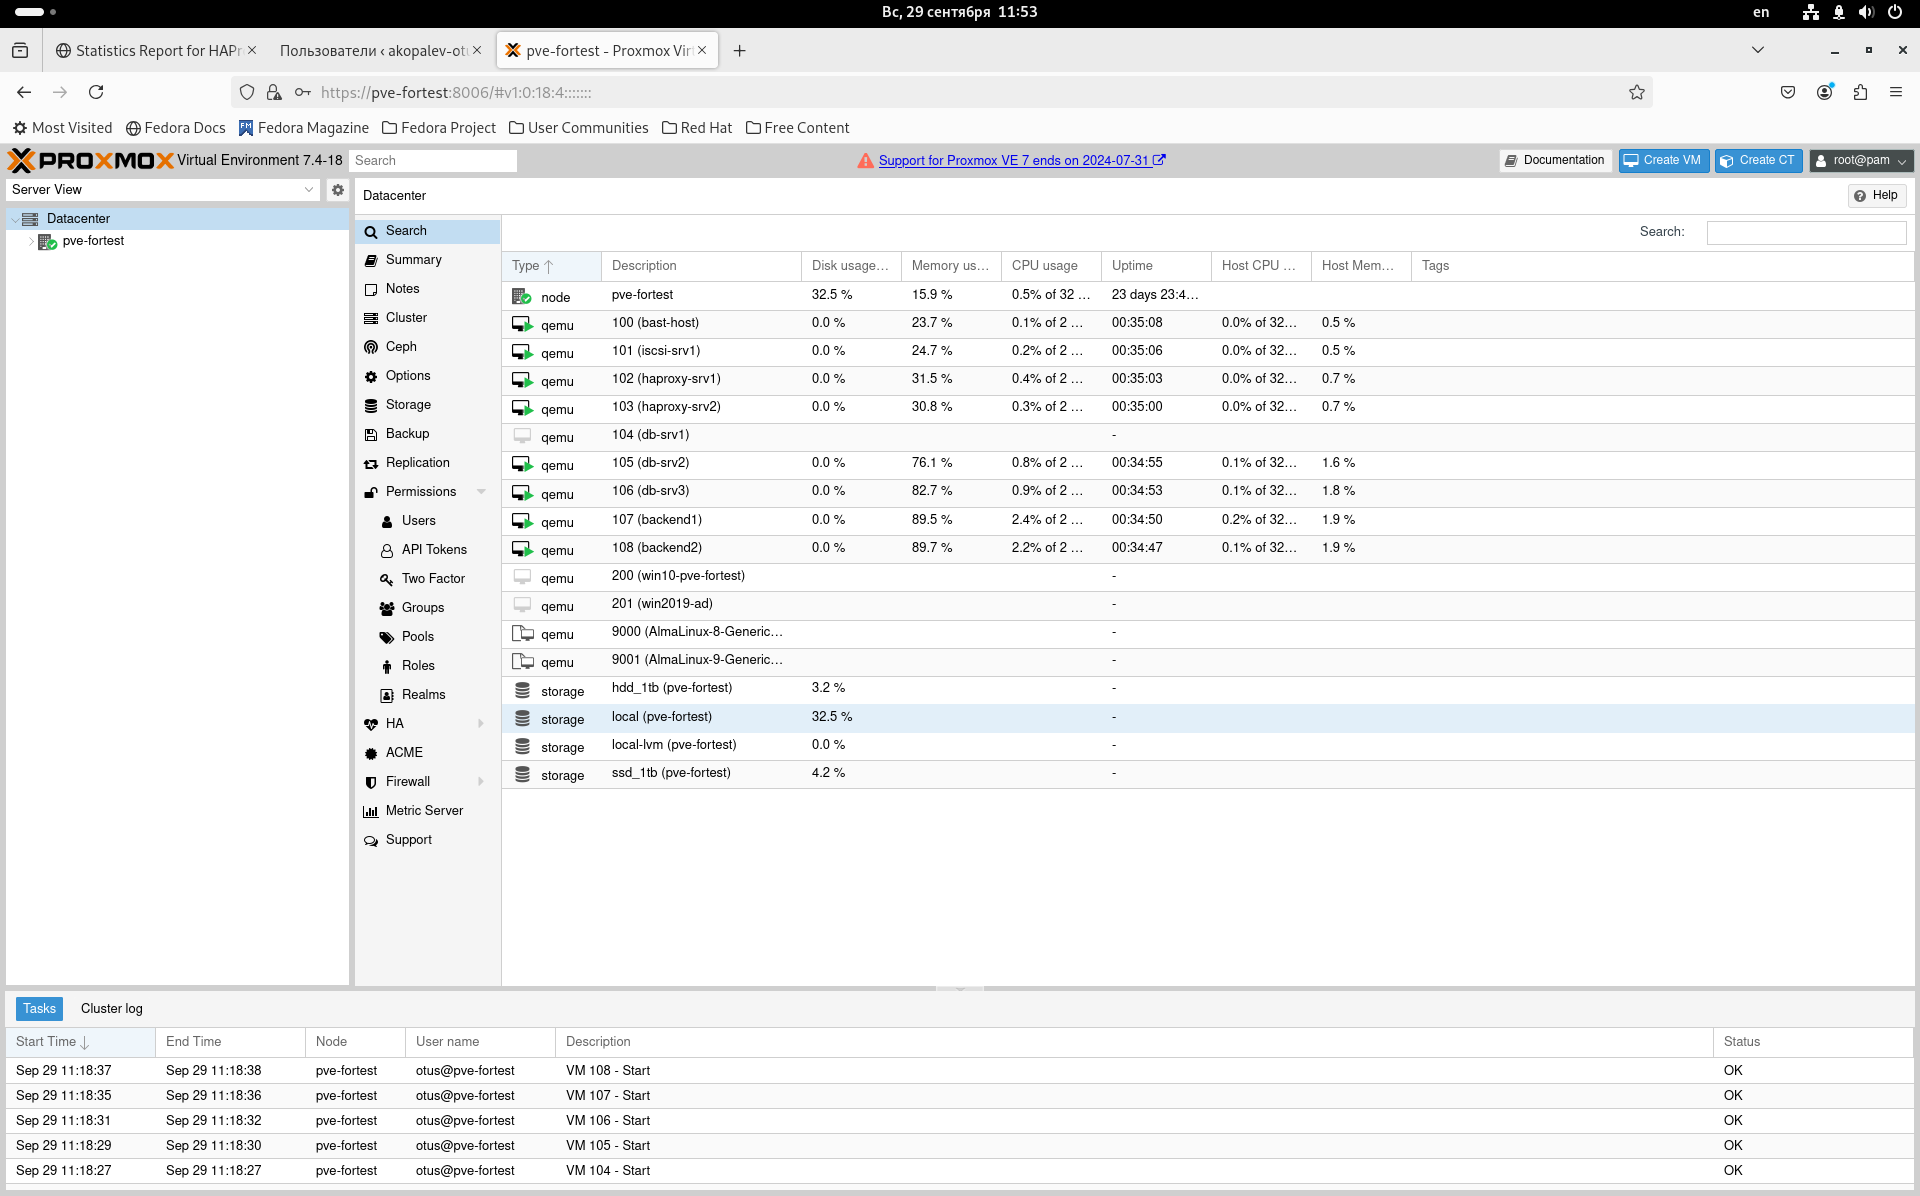 Вс, 29 сентября 11:53
en
Statistics Report for HAPr
Пользователи ‹ akopalev-otu
pve-fortest - Proxmox Virt
https://pve-fortest:8006/#v1:0:18:4:::::::
Most Visited
Fedora Docs
Fedora Magazine
Fedora Project
User Communities
Red Hat
Free Content
PROXMOX Virtual Environment 7.4-18
Search
Support for Proxmox VE 7 ends on 2024-07-31
Documentation
Create VM
Create CT
root@pam
Server View
Datacenter
pve-fortest
Datacenter
Help
Search
Summary
Notes
Cluster
Ceph
Options
Storage
Backup
Replication
Permissions
Users
API Tokens
Two Factor
Groups
Pools
Roles
Realms
HA
ACME
Firewall
Metric Server
Support
Search:
Type Description Disk usage... Memory us... CPU usage Uptime Host CPU ... Host Mem... Tags
node pve-fortest 32.5 % 15.9 % 0.5% of 32 ... 23 days 23:4...
qemu 100 (bast-host) 0.0 % 23.7 % 0.1% of 2 ... 00:35:08 0.0% of 32... 0.5 %
qemu 101 (iscsi-srv1) 0.0 % 24.7 % 0.2% of 2 ... 00:35:06 0.0% of 32... 0.5 %
qemu 102 (haproxy-srv1) 0.0 % 31.5 % 0.4% of 2 ... 00:35:03 0.0% of 32... 0.7 %
qemu 103 (haproxy-srv2) 0.0 % 30.8 % 0.3% of 2 ... 00:35:00 0.0% of 32... 0.7 %
qemu 104 (db-srv1) -
qemu 105 (db-srv2) 0.0 % 76.1 % 0.8% of 2 ... 00:34:55 0.1% of 32... 1.6 %
qemu 106 (db-srv3) 0.0 % 82.7 % 0.9% of 2 ... 00:34:53 0.1% of 32... 1.8 %
qemu 107 (backend1) 0.0 % 89.5 % 2.4% of 2 ... 00:34:50 0.2% of 32... 1.9 %
qemu 108 (backend2) 0.0 % 89.7 % 2.2% of 2 ... 00:34:47 0.1% of 32... 1.9 %
qemu 200 (win10-pve-fortest) -
qemu 201 (win2019-ad) -
qemu 9000 (AlmaLinux-8-Generic... -
qemu 9001 (AlmaLinux-9-Generic... -
storage hdd_1tb (pve-fortest) 3.2 % -
storage local (pve-fortest) 32.5 % -
storage local-lvm (pve-fortest) 0.0 % -
storage ssd_1tb (pve-fortest) 4.2 % -
Tasks Cluster log
Start Time End Time Node User name Description Status
Sep 29 11:18:37 Sep 29 11:18:38 pve-fortest otus@pve-fortest VM 108 - Start OK
Sep 29 11:18:35 Sep 29 11:18:36 pve-fortest otus@pve-fortest VM 107 - Start OK
Sep 29 11:18:31 Sep 29 11:18:32 pve-fortest otus@pve-fortest VM 106 - Start OK
Sep 29 11:18:29 Sep 29 11:18:30 pve-fortest otus@pve-fortest VM 105 - Start OK
Sep 29 11:18:27 Sep 29 11:18:27 pve-fortest otus@pve-fortest VM 104 - Start OK